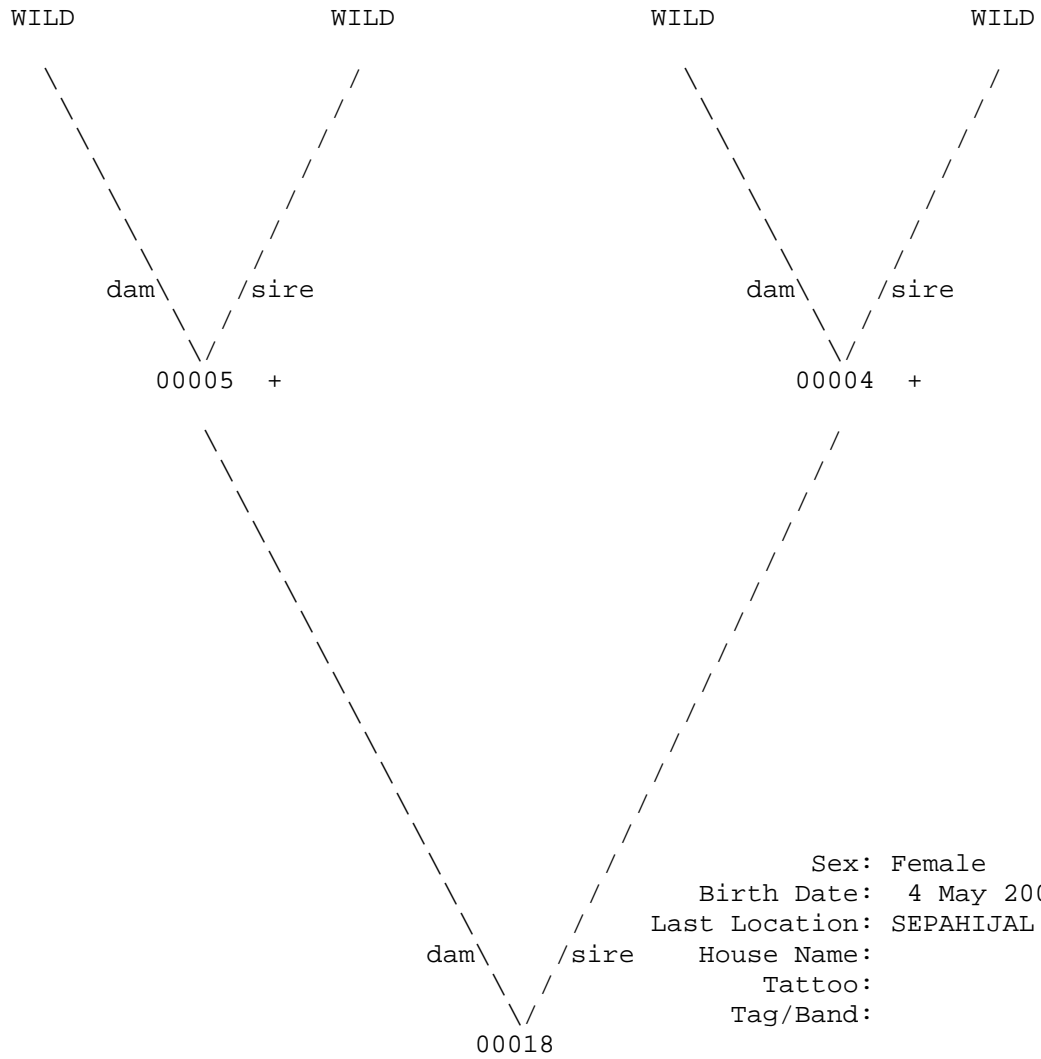 WILD WILD WILD WILD
dam sire dam sire
00005 + 00004 +
Sex: Female
Birth Date: 4 May 200
Last Location: SEPAHIJAL
dam sire House Name:
Tattoo:
Tag/Band:
00018